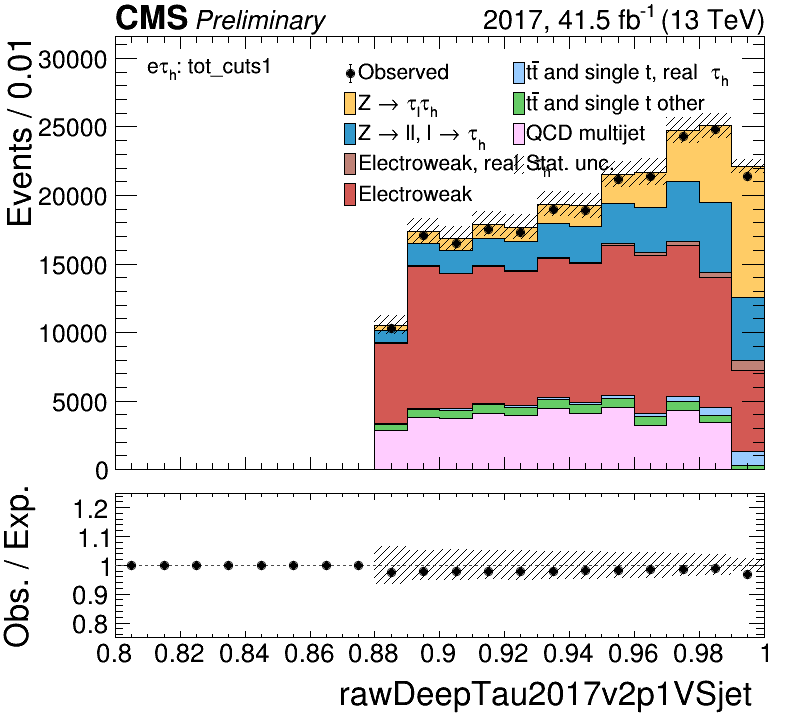 CMS Preliminary 2017, 41.5 fb⁻¹ (13 TeV)
Events / 0.01
30000
25000
20000
15000
10000
5000
0
eτₕ: tot_cuts1
Observed
Z → τₗτₕ
Z → ll, l → τₕ
Electroweak, real τₕ
Electroweak
tt̄ and single t, real τₕ
tt̄ and single t other
QCD multijet
Stat. unc.
Obs. / Exp.
1.2
1.1
1
0.9
0.8
0.8 0.82 0.84 0.86 0.88 0.9 0.92 0.94 0.96 0.98 1
rawDeepTau2017v2p1VSjet